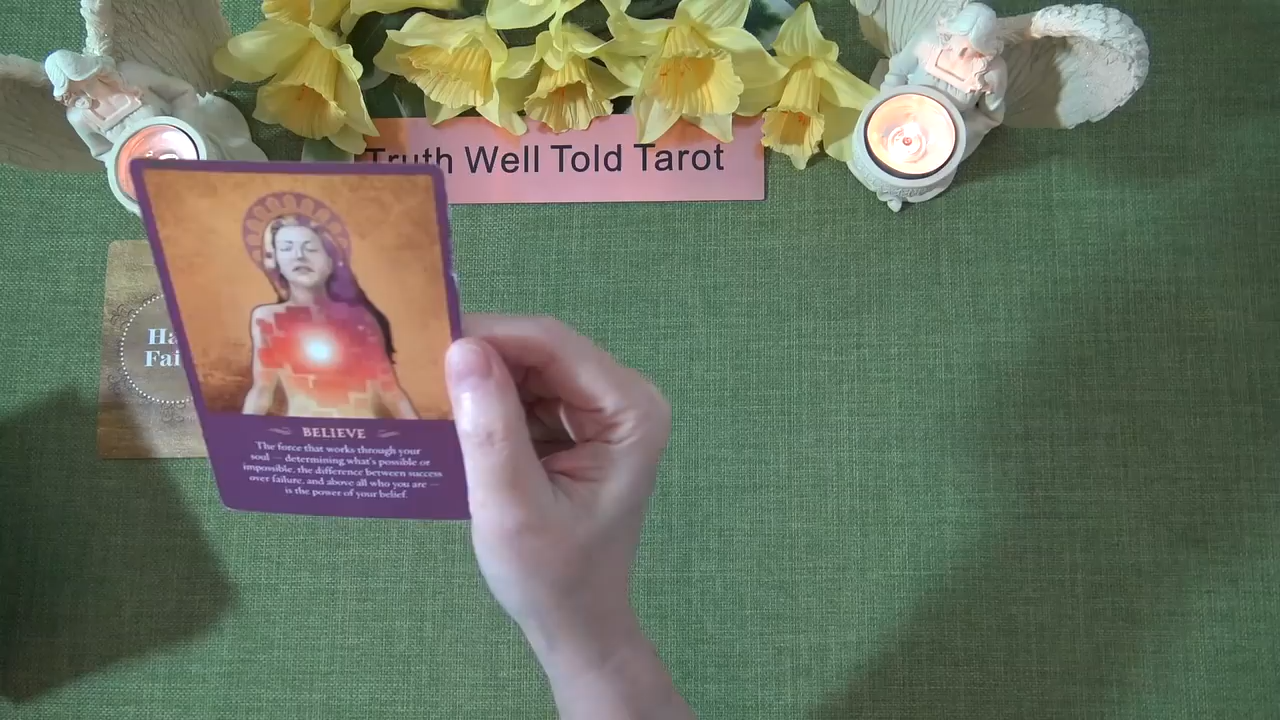 Truth Well Told Tarot
BELIEVE
The force that works through your
soul — determining what's possible or
impossible, the difference between success
over failure, and above all who you are —
is the power of your belief.